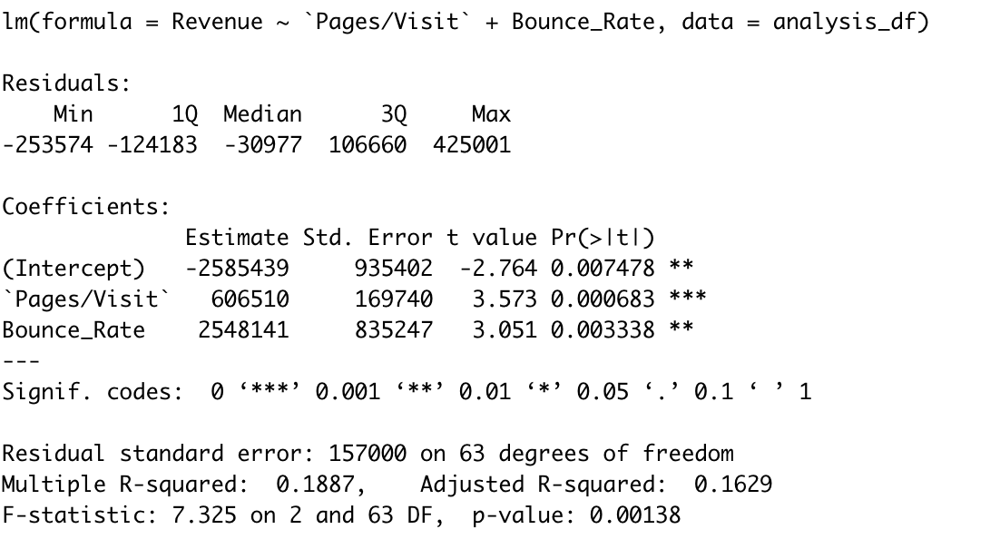 lm(formula = Revenue ~ `Pages/Visit` + Bounce_Rate, data = analysis_df)
Residuals:
    Min      1Q  Median      3Q     Max
-253574 -124183  -30977  106660  425001
Coefficients:
              Estimate Std. Error t value Pr(>|t|)
(Intercept)   -2585439     935402  -2.764 0.007478 **
`Pages/Visit`   606510     169740   3.573 0.000683 ***
Bounce_Rate    2548141     835247   3.051 0.003338 **
---
Signif. codes:  0 ‘***’ 0.001 ‘**’ 0.01 ‘*’ 0.05 ‘.’ 0.1 ‘ ’ 1
Residual standard error: 157000 on 63 degrees of freedom
Multiple R-squared:  0.1887,    Adjusted R-squared:  0.1629
F-statistic: 7.325 on 2 and 63 DF,  p-value: 0.00138